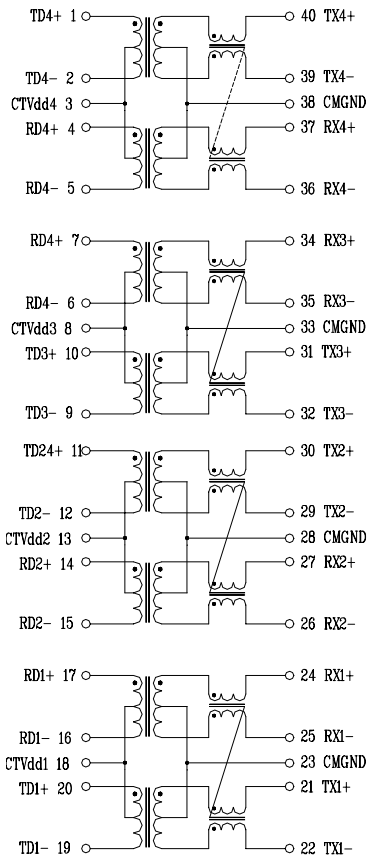 TD4+ 1 40 TX4+
TD4- 2 39 TX4-
CTVdd4 3 38 CMGND
RD4+ 4 37 RX4+
RD4- 5 36 RX4-
RD4+ 7 34 RX3+
RD4- 6 35 RX3-
CTVdd3 8 33 CMGND
TD3+ 10 31 TX3+
TD3- 9 32 TX3-
TD24+ 11 30 TX2+
TD2- 12 29 TX2-
CTVdd2 13 28 CMGND
RD2+ 14 27 RX2+
RD2- 15 26 RX2-
RD1+ 17 24 RX1+
RD1- 16 25 RX1-
CTVdd1 18 23 CMGND
TD1+ 20 21 TX1+
TD1- 19 22 TX1-